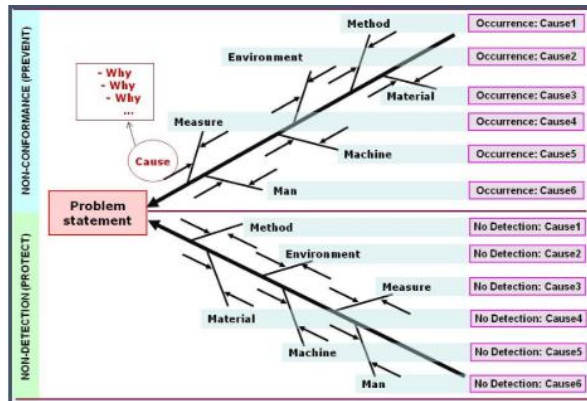 NON-CONFORMANCE (PREVENT)
Method
Occurrence: Cause1
Environment
Occurrence: Cause2
- Why
- Why
- Why
...
Material
Occurrence: Cause3
Measure
Occurrence: Cause4
Cause
Machine
Occurrence: Cause5
Man
Occurrence: Cause6
Problem
statement
NON-DETECTION (PROTECT)
Method
No Detection: Cause1
Environment
No Detection: Cause2
Measure
No Detection: Cause3
Material
No Detection: Cause4
Machine
No Detection: Cause5
Man
No Detection: Cause6